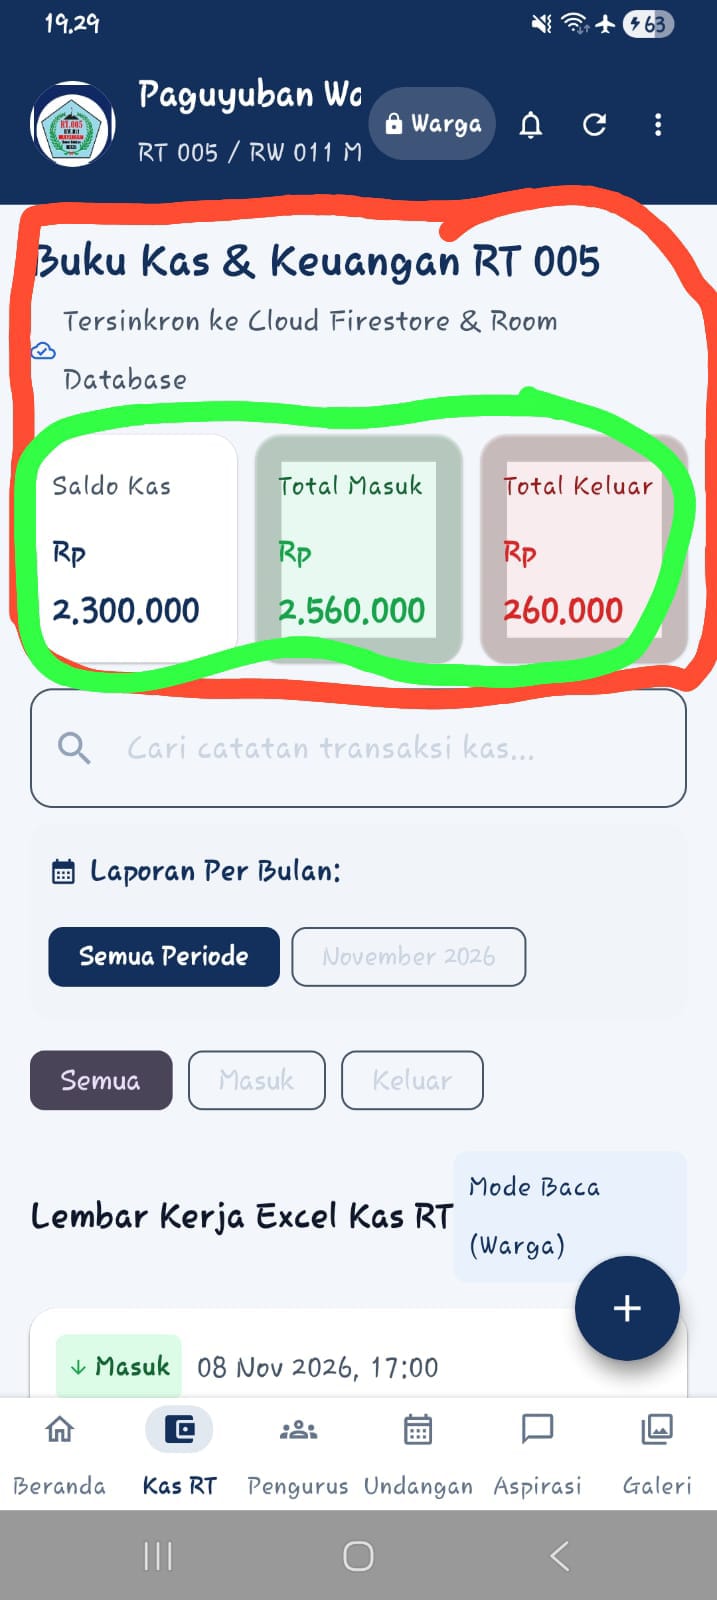 19.29
63
Paguyuban Wa
RT 005 / RW 011 M
Warga
RT.005
Buku Kas & Keuangan RT 005
Tersinkron ke Cloud Firestore & Room
Database
Saldo Kas
Rp
2.300.000
Total Masuk
Rp
2.560.000
Total Keluar
Rp
260.000
Cari catatan transaksi kas...
Laporan Per Bulan:
Semua Periode
November 2026
Semua
Masuk
Keluar
Lembar Kerja Excel Kas RT
Mode Baca
(Warga)
Masuk
08 Nov 2026, 17:00
Beranda
Kas RT
Pengurus
Undangan
Aspirasi
Galeri